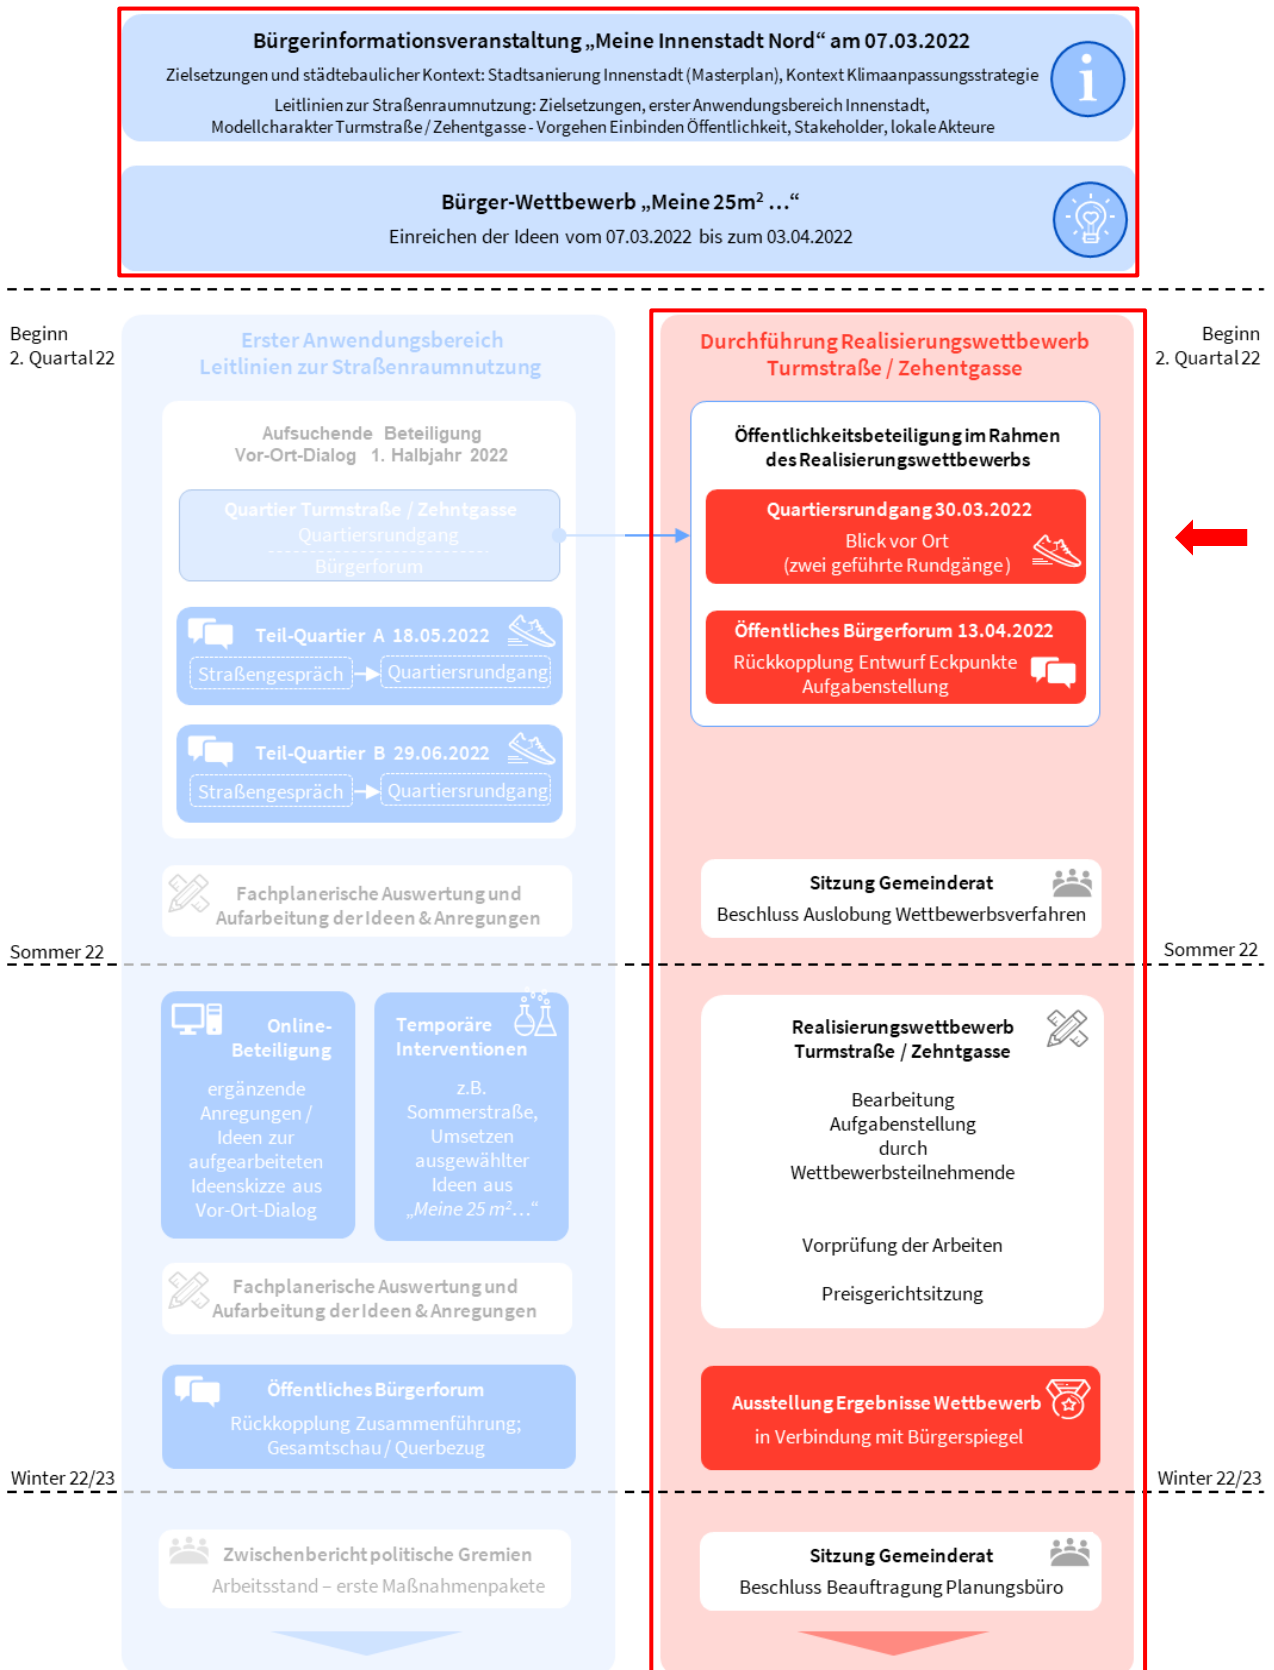 Bürgerinformationsveranstaltung „Meine Innenstadt Nord“ am 07.03.2022
Zielsetzungen und städtebaulicher Kontext: Stadtsanierung Innenstadt (Masterplan), Kontext Klimaanpassungsstrategie
Leitlinien zur Straßenraumnutzung: Zielsetzungen, erster Anwendungsbereich Innenstadt,
Modellcharakter Turmstraße / Zehentgasse - Vorgehen Einbinden Öffentlichkeit, Stakeholder, lokale Akteure
i
Bürger-Wettbewerb „Meine 25m² …“
Einreichen der Ideen vom 07.03.2022 bis zum 03.04.2022
Beginn
2. Quartal 22
Erster Anwendungsbereich
Leitlinien zur Straßenraumnutzung
Aufsuchende Beteiligung
Vor-Ort-Dialog 1. Halbjahr 2022
Quartier Turmstraße / Zehntgasse
Quartiersrundgang
Bürgerforum
Teil-Quartier A 18.05.2022
Straßengespräch
Quartiersrundgang
Teil-Quartier B 29.06.2022
Straßengespräch
Quartiersrundgang
Fachplanerische Auswertung und
Aufarbeitung der Ideen & Anregungen
Sommer 22
Online-
Beteiligung
ergänzende
Anregungen /
Ideen zur
aufgearbeiteten
Ideenskizze aus
Vor-Ort-Dialog
Temporäre
Interventionen
z.B.
Sommerstraße,
Umsetzen
ausgewählter
Ideen aus
„Meine 25 m²…“
Fachplanerische Auswertung und
Aufarbeitung der Ideen & Anregungen
Öffentliches Bürgerforum
Rückkopplung Zusammenführung;
Gesamtschau / Querbezug
Winter 22/23
Zwischenbericht politische Gremien
Arbeitsstand – erste Maßnahmenpakete
Beginn
2. Quartal 22
Durchführung Realisierungswettbewerb
Turmstraße / Zehentgasse
Öffentlichkeitsbeteiligung im Rahmen
des Realisierungswettbewerbs
Quartiersrundgang 30.03.2022
Blick vor Ort
(zwei geführte Rundgänge)
Öffentliches Bürgerforum 13.04.2022
Rückkopplung Entwurf Eckpunkte
Aufgabenstellung
Sitzung Gemeinderat
Beschluss Auslobung Wettbewerbsverfahren
Sommer 22
Realisierungswettbewerb
Turmstraße / Zehntgasse
Bearbeitung
Aufgabenstellung
durch
Wettbewerbsteilnehmende
Vorprüfung der Arbeiten
Preisgerichtsitzung
Ausstellung Ergebnisse Wettbewerb
in Verbindung mit Bürgerspiegel
Winter 22/23
Sitzung Gemeinderat
Beschluss Beauftragung Planungsbüro